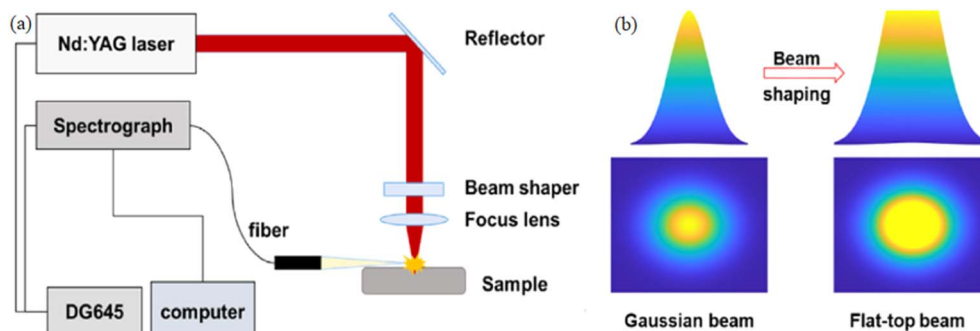 (a)
Nd:YAG laser
Reflector
Spectrograph
Beam shaper
Focus lens
fiber
Sample
DG645
computer
(b)
Beam
shaping
Gaussian beam
Flat-top beam